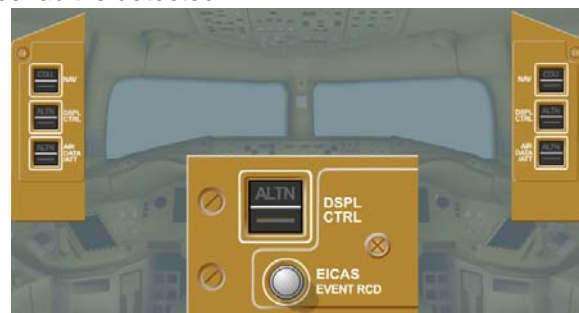 CDU
NAV
ALTN
DSPL
CTRL
ALTN
AIR
DATA
/ATT
CDU
NAV
ALTN
DSPL
CTRL
ALTN
AIR
DATA
/ATT
ALTN
DSPL
CTRL
EICAS
EVENT RCD